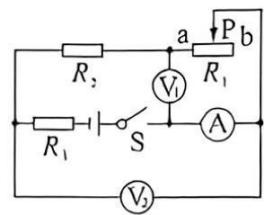 P
a b
R₂ R₁
V₁
R₁ S A
V₂